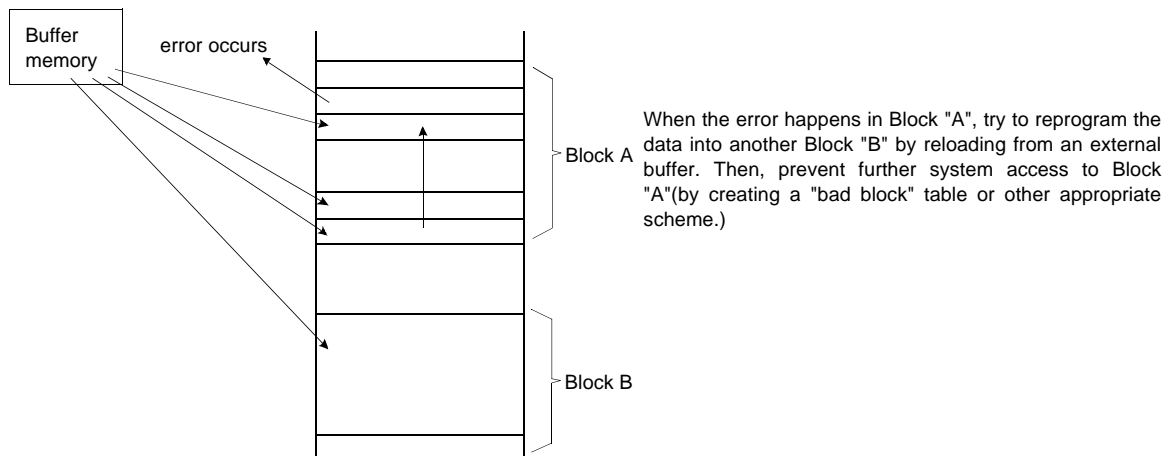 Buffer
memory
error occurs
Block A
When the error happens in Block "A", try to reprogram the
data into another Block "B" by reloading from an external
buffer. Then, prevent further system access to Block
"A"(by creating a "bad block" table or other appropriate
scheme.)
Block B